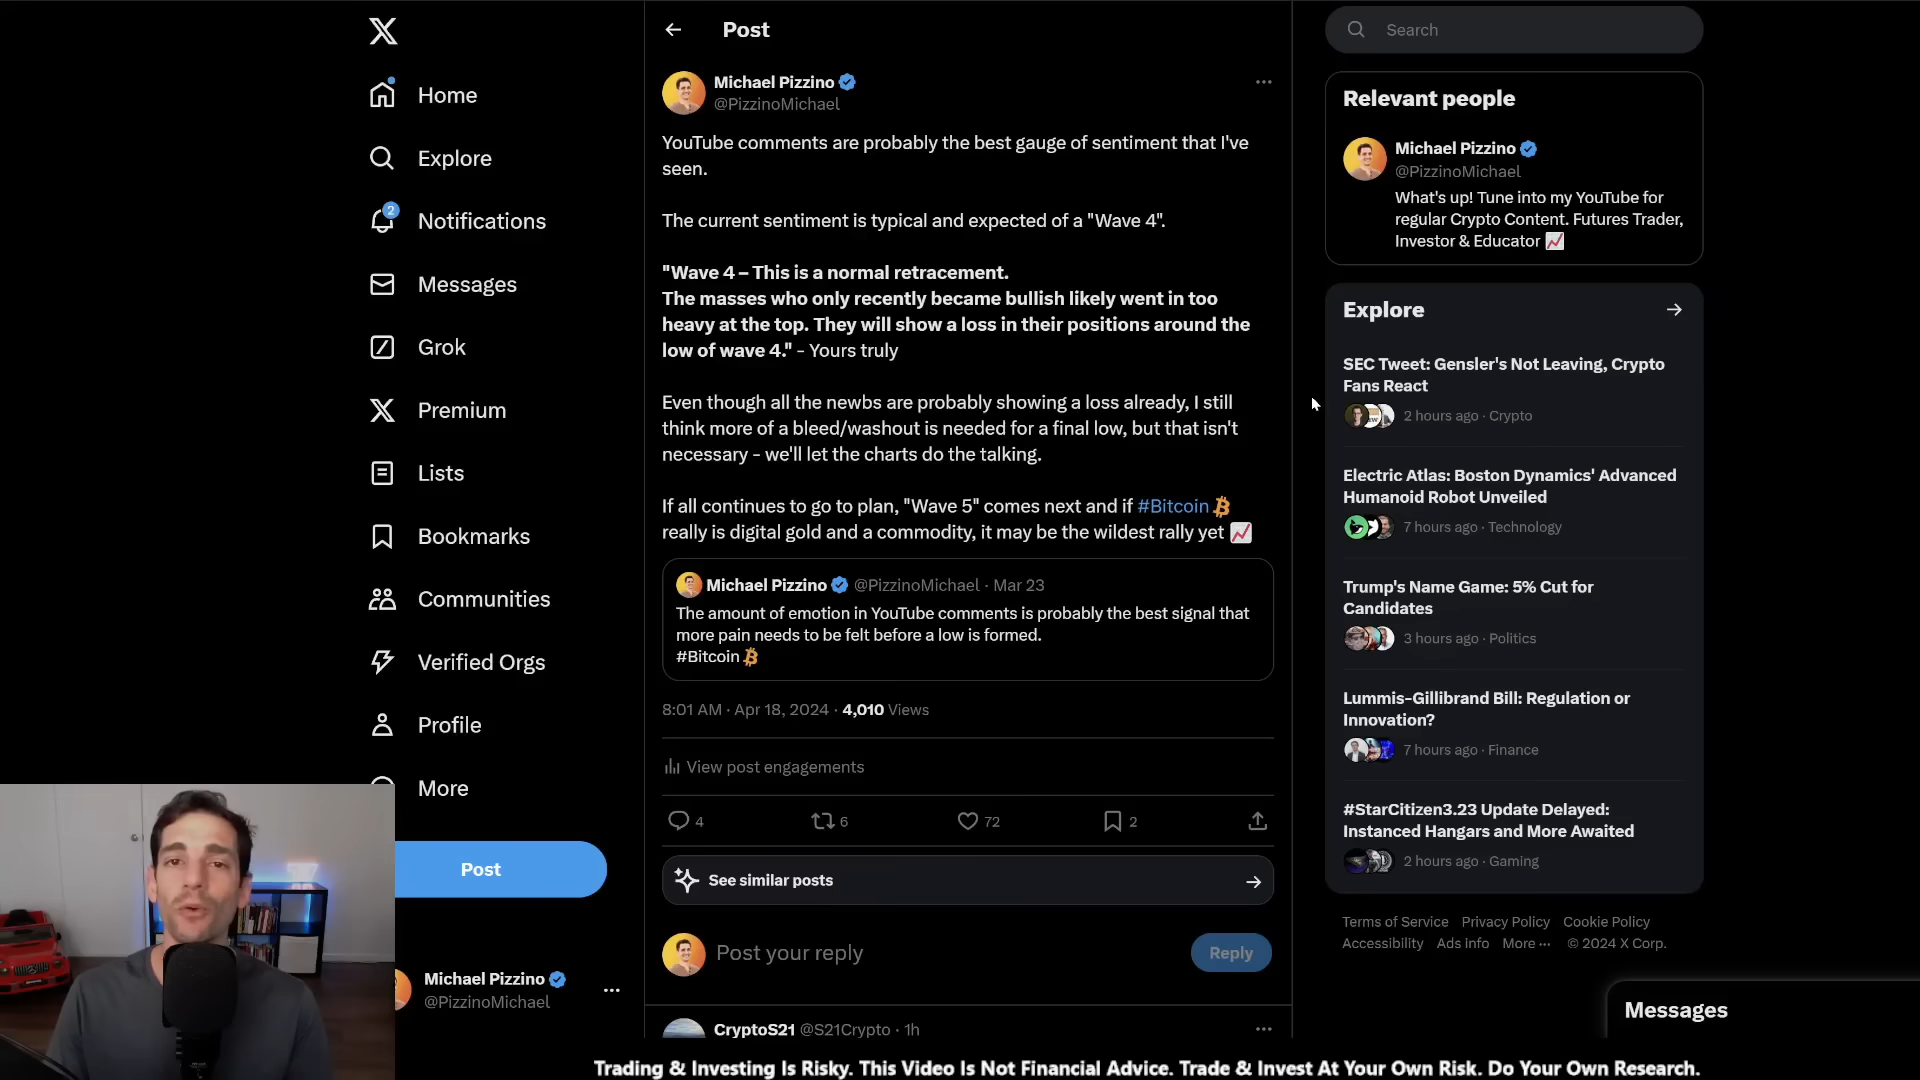 Home
Explore
2
Notifications
Messages
Grok
Premium
Lists
Bookmarks
Communities
Verified Orgs
Profile
More
Post
Michael Pizzino
@PizzinoMichael
Post
Michael Pizzino
@PizzinoMichael
YouTube comments are probably the best gauge of sentiment that I've
seen.
The current sentiment is typical and expected of a "Wave 4".
"Wave 4 – This is a normal retracement.
The masses who only recently became bullish likely went in too
heavy at the top. They will show a loss in their positions around the
low of wave 4." - Yours truly
Even though all the newbs are probably showing a loss already, I still
think more of a bleed/washout is needed for a final low, but that isn't
necessary - we'll let the charts do the talking.
If all continues to go to plan, "Wave 5" comes next and if #Bitcoin
really is digital gold and a commodity, it may be the wildest rally yet 📈
Michael Pizzino @PizzinoMichael · Mar 23
The amount of emotion in YouTube comments is probably the best signal that
more pain needs to be felt before a low is formed.
#Bitcoin
8:01 AM · Apr 18, 2024 · 4,010 Views
View post engagements
4 6 72 2
See similar posts
Post your reply
Reply
CryptoS21 @S21Crypto · 1h
Search
Relevant people
Michael Pizzino
@PizzinoMichael
What's up! Tune into my YouTube for
regular Crypto Content. Futures Trader,
Investor & Educator 📈
Explore
SEC Tweet: Gensler's Not Leaving, Crypto
Fans React
2 hours ago · Crypto
Electric Atlas: Boston Dynamics' Advanced
Humanoid Robot Unveiled
7 hours ago · Technology
Trump's Name Game: 5% Cut for
Candidates
3 hours ago · Politics
Lummis-Gillibrand Bill: Regulation or
Innovation?
7 hours ago · Finance
#StarCitizen3.23 Update Delayed:
Instanced Hangars and More Awaited
2 hours ago · Gaming
Terms of Service Privacy Policy Cookie Policy
Accessibility Ads info More ··· © 2024 X Corp.
Messages
Trading & Investing Is Risky. This Video Is Not Financial Advice. Trade & Invest At Your Own Risk. Do Your Own Research.